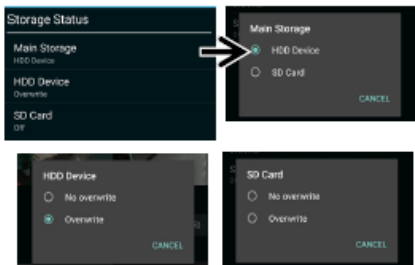 Storage Status
Main Storage
HDD Device
HDD Device
Overwrite
SD Card
Off
Main Storage
HDD Device
SD Card
CANCEL
HDD Device
No overwrite
Overwrite
CANCEL
SD Card
No overwrite
Overwrite
CANCEL